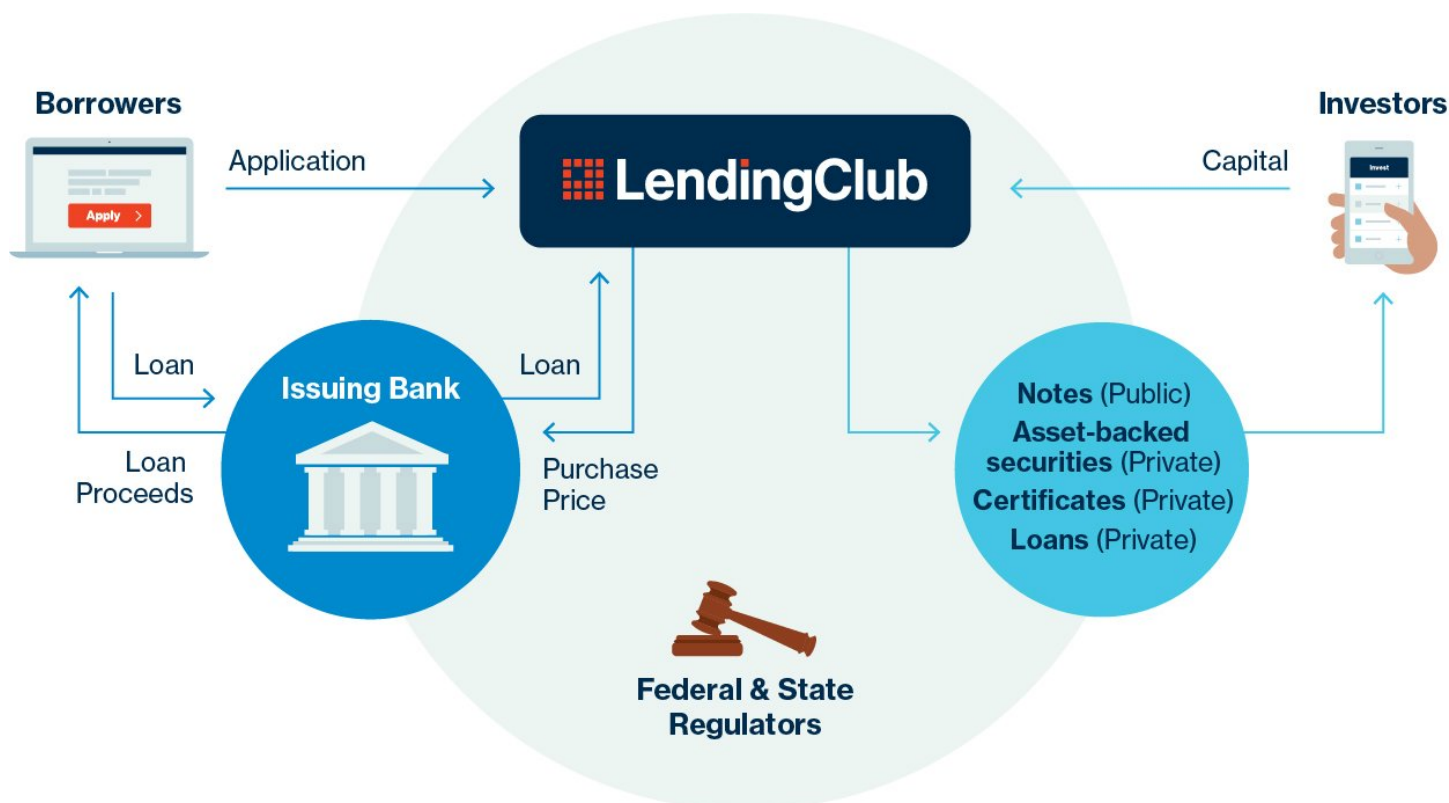 Borrowers
Apply
Application
LendingClub
Investors
Invest
Capital
Loan
Loan
Proceeds
Issuing Bank
Loan
Purchase
Price
Notes (Public)
Asset-backed
securities (Private)
Certificates (Private)
Loans (Private)
Federal & State
Regulators